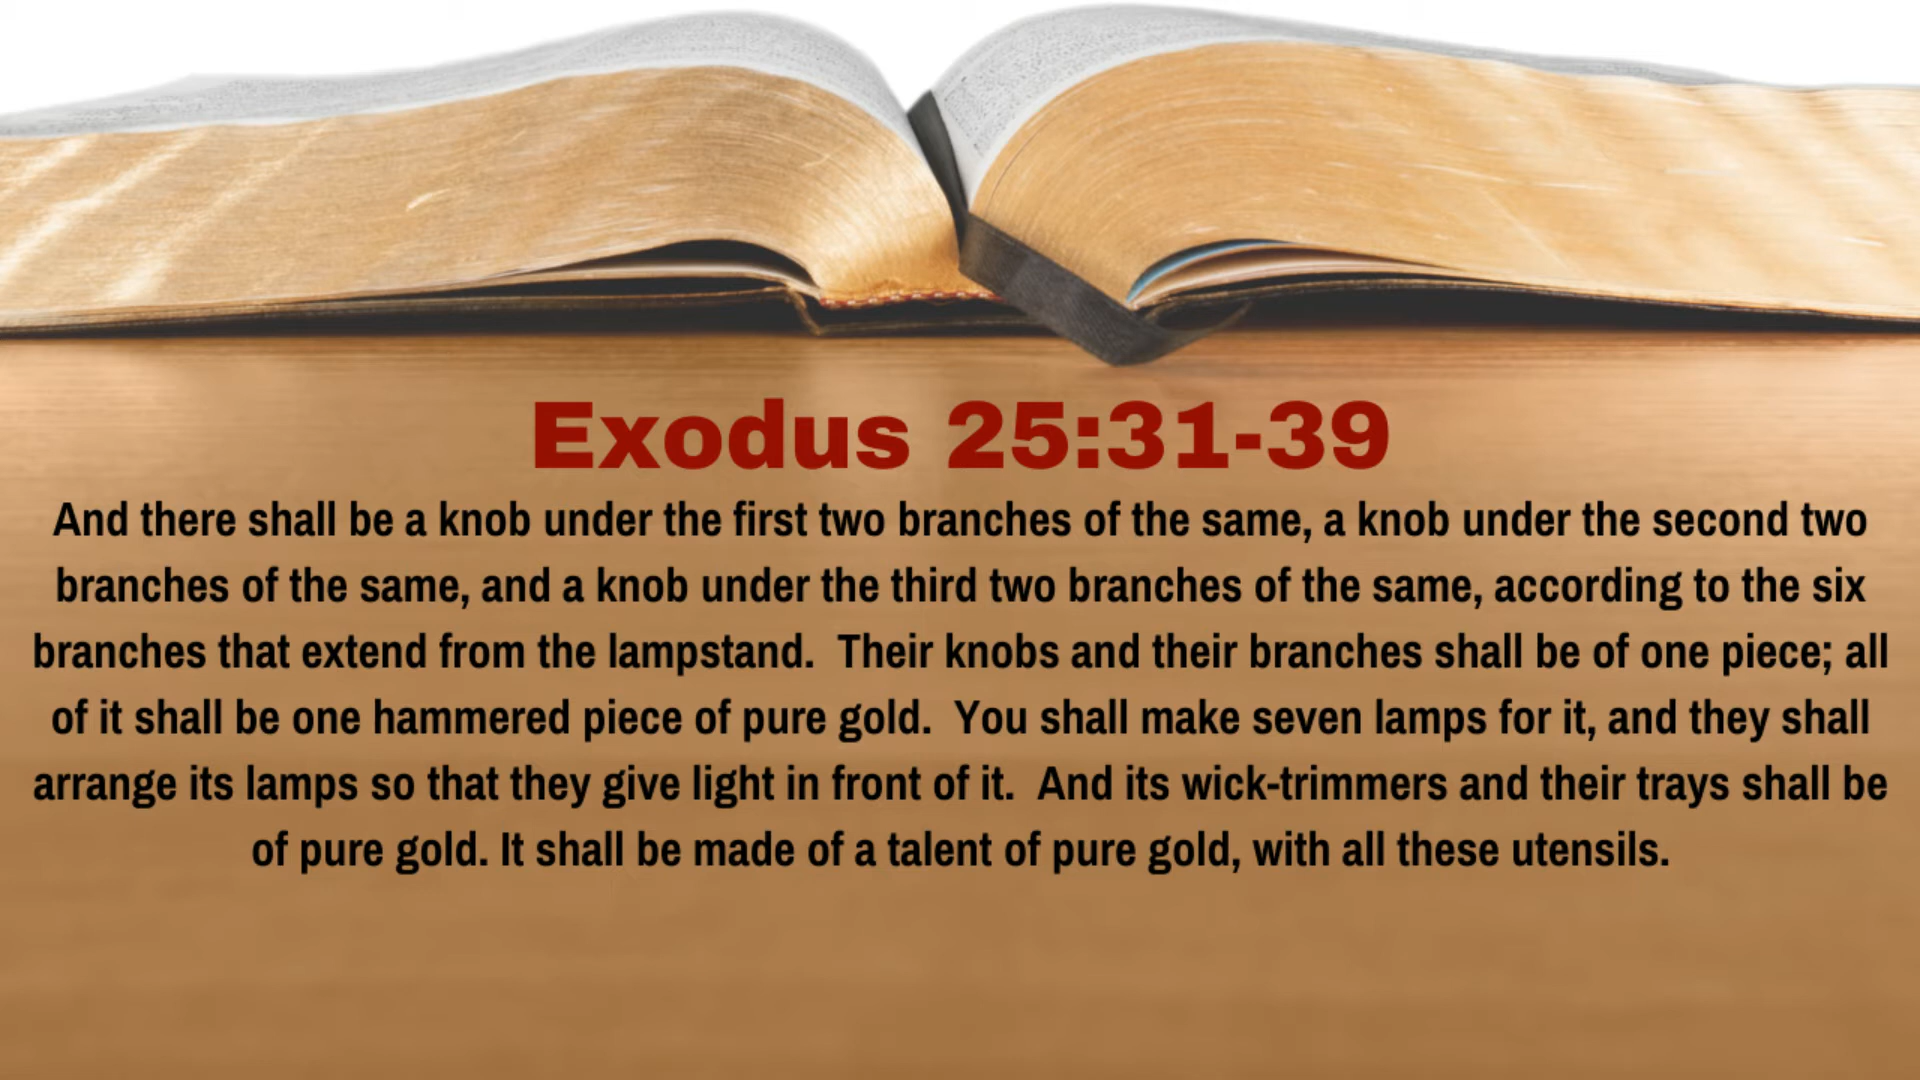 Exodus 25:31-39
And there shall be a knob under the first two branches of the same, a knob under the second two
branches of the same, and a knob under the third two branches of the same, according to the six
branches that extend from the lampstand.  Their knobs and their branches shall be of one piece; all
of it shall be one hammered piece of pure gold.  You shall make seven lamps for it, and they shall
arrange its lamps so that they give light in front of it.  And its wick-trimmers and their trays shall be
of pure gold. It shall be made of a talent of pure gold, with all these utensils.